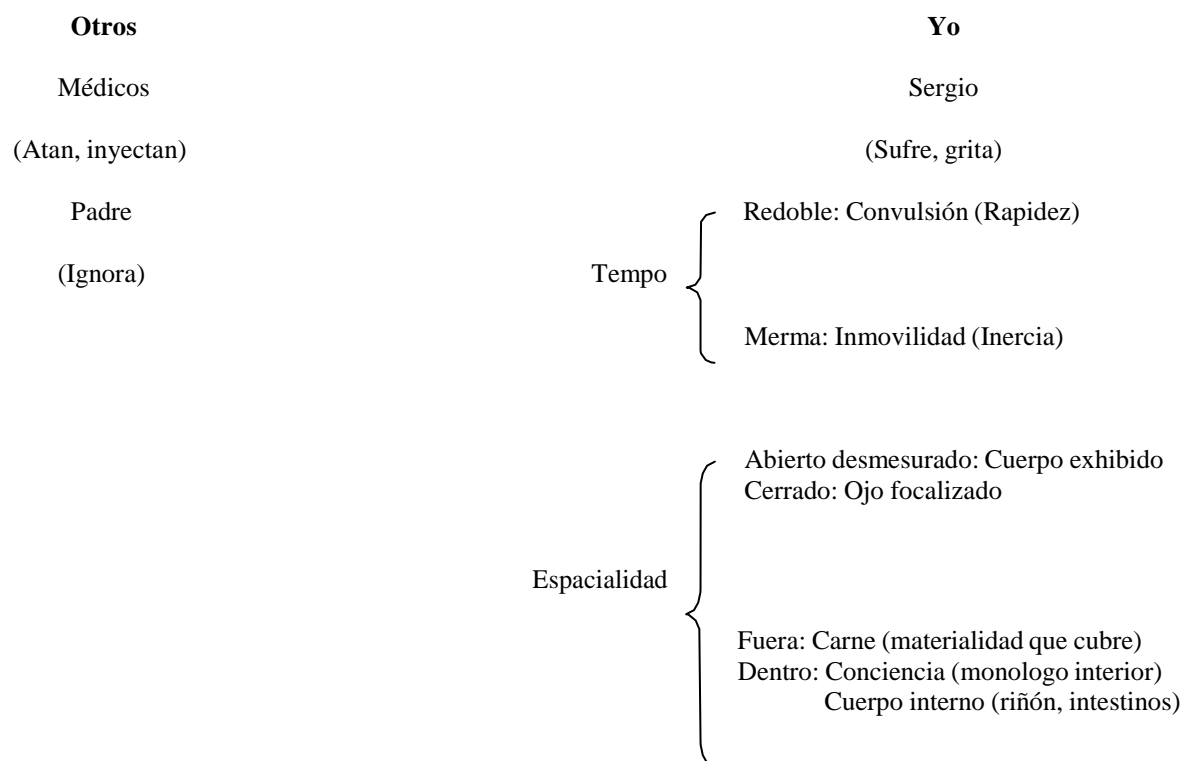 Otros
Yo
Médicos
Sergio
(Atan, inyectan)
(Sufre, grita)
Padre
Redoble: Convulsión (Rapidez)
(Ignora)
Tempo
Merma: Inmovilidad (Inercia)
Abierto desmesurado: Cuerpo exhibido
Cerrado: Ojo focalizado
Espacialidad
Fuera: Carne (materialidad que cubre)
Dentro: Conciencia (monologo interior)
Cuerpo interno (riñón, intestinos)